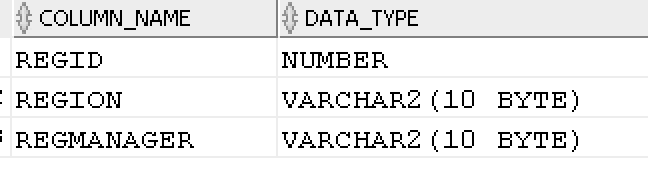 COLUMN_NAME DATA_TYPE
REGID NUMBER
REGION VARCHAR2(10 BYTE)
REGMANAGER VARCHAR2(10 BYTE)